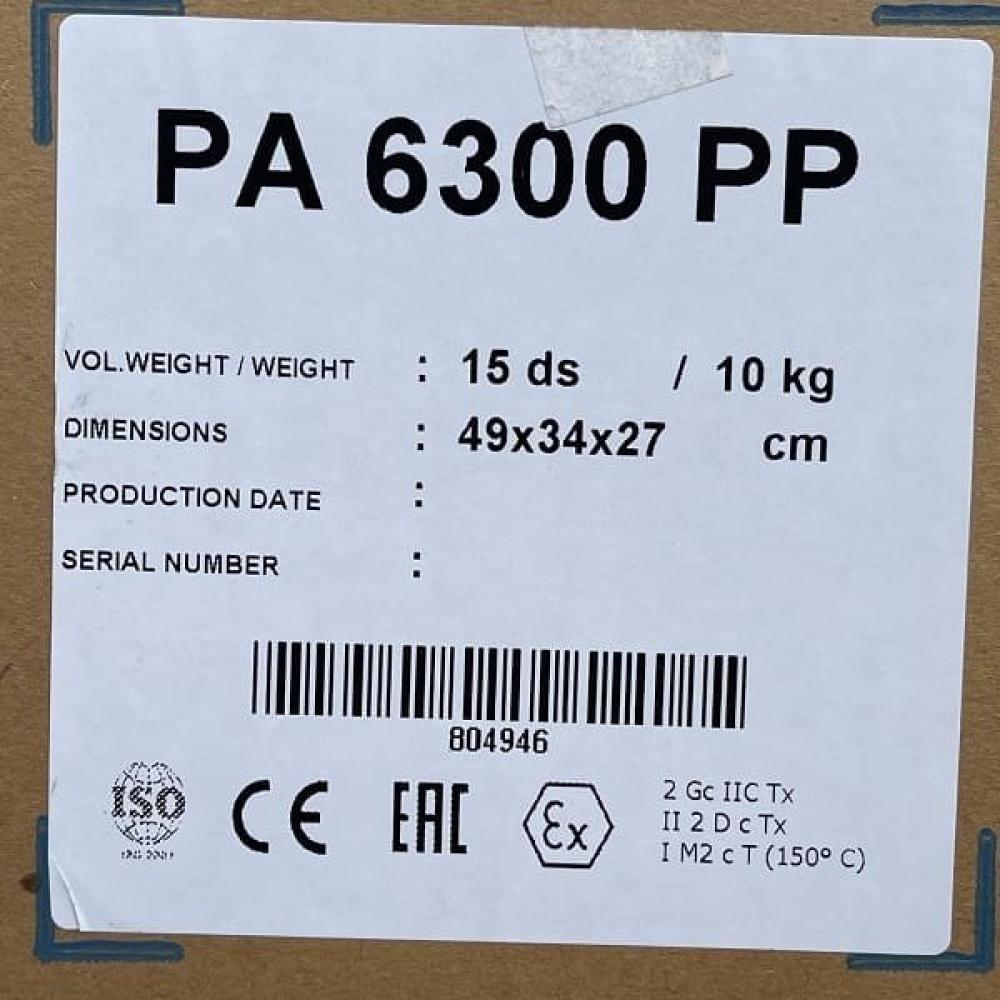 PA 6300 PP
VOL.WEIGHT / WEIGHT : 15 ds / 10 kg
DIMENSIONS : 49x34x27 cm
PRODUCTION DATE :
SERIAL NUMBER :
804946
ISO CE EAC Ex
2 Gc IIC Tx
II 2 D c Tx
I M2 c T (150º C)